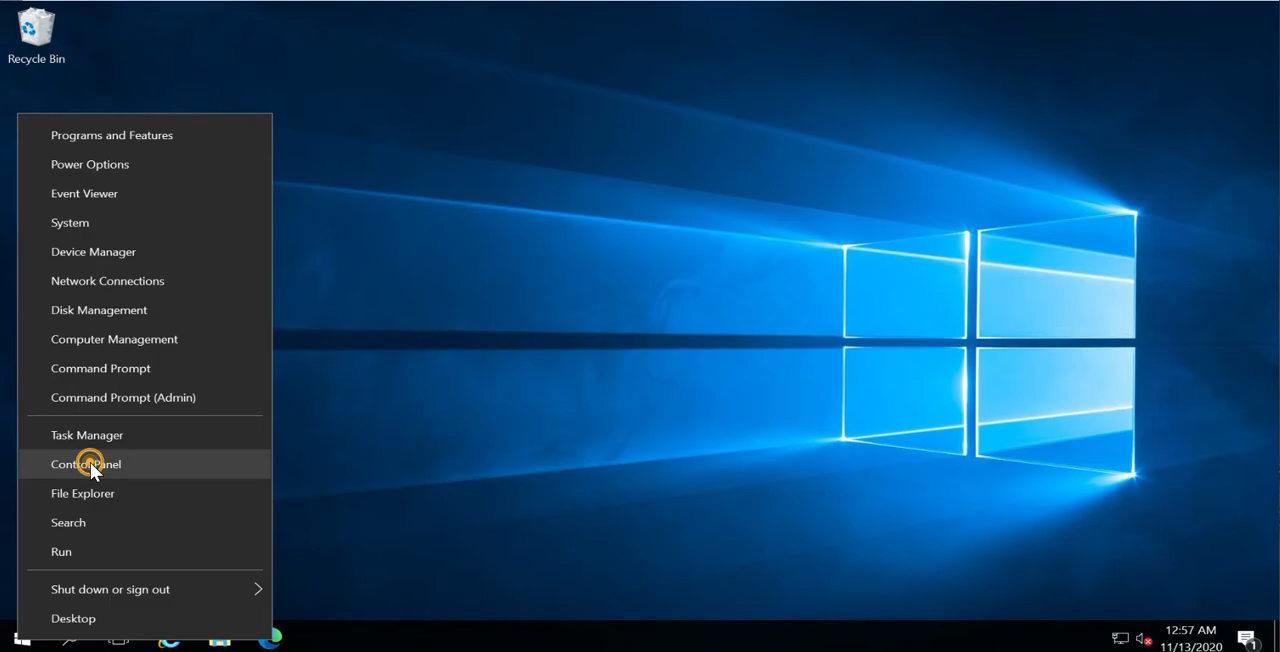 Recycle Bin
Programs and Features
Power Options
Event Viewer
System
Device Manager
Network Connections
Disk Management
Computer Management
Command Prompt
Command Prompt (Admin)
Task Manager
Control Panel
File Explorer
Search
Run
Shut down or sign out
Desktop
12:57 AM
11/13/2020
1